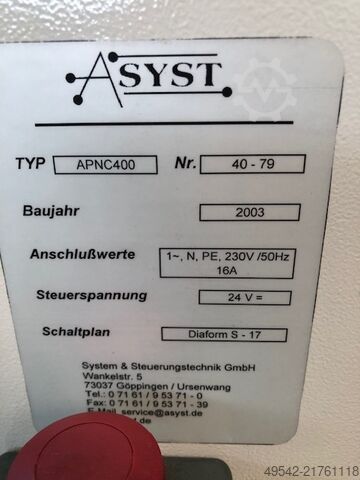 ASYST
TYP APNC400 Nr. 40 - 79
Baujahr 2003
Anschlußwerte 1~, N, PE, 230V /50Hz
16A
Steuerspannung 24 V =
Schaltplan Diaform S - 17
System & Steuerungstechnik GmbH
Wankelstr. 5
73037 Göppingen / Ursenwang
Tel.: 0 71 61 / 9 53 71 - 0
Fax: 0 71 61 / 9 53 71 - 39
E-Mail service@asyst.de
t.de
49542-21761118